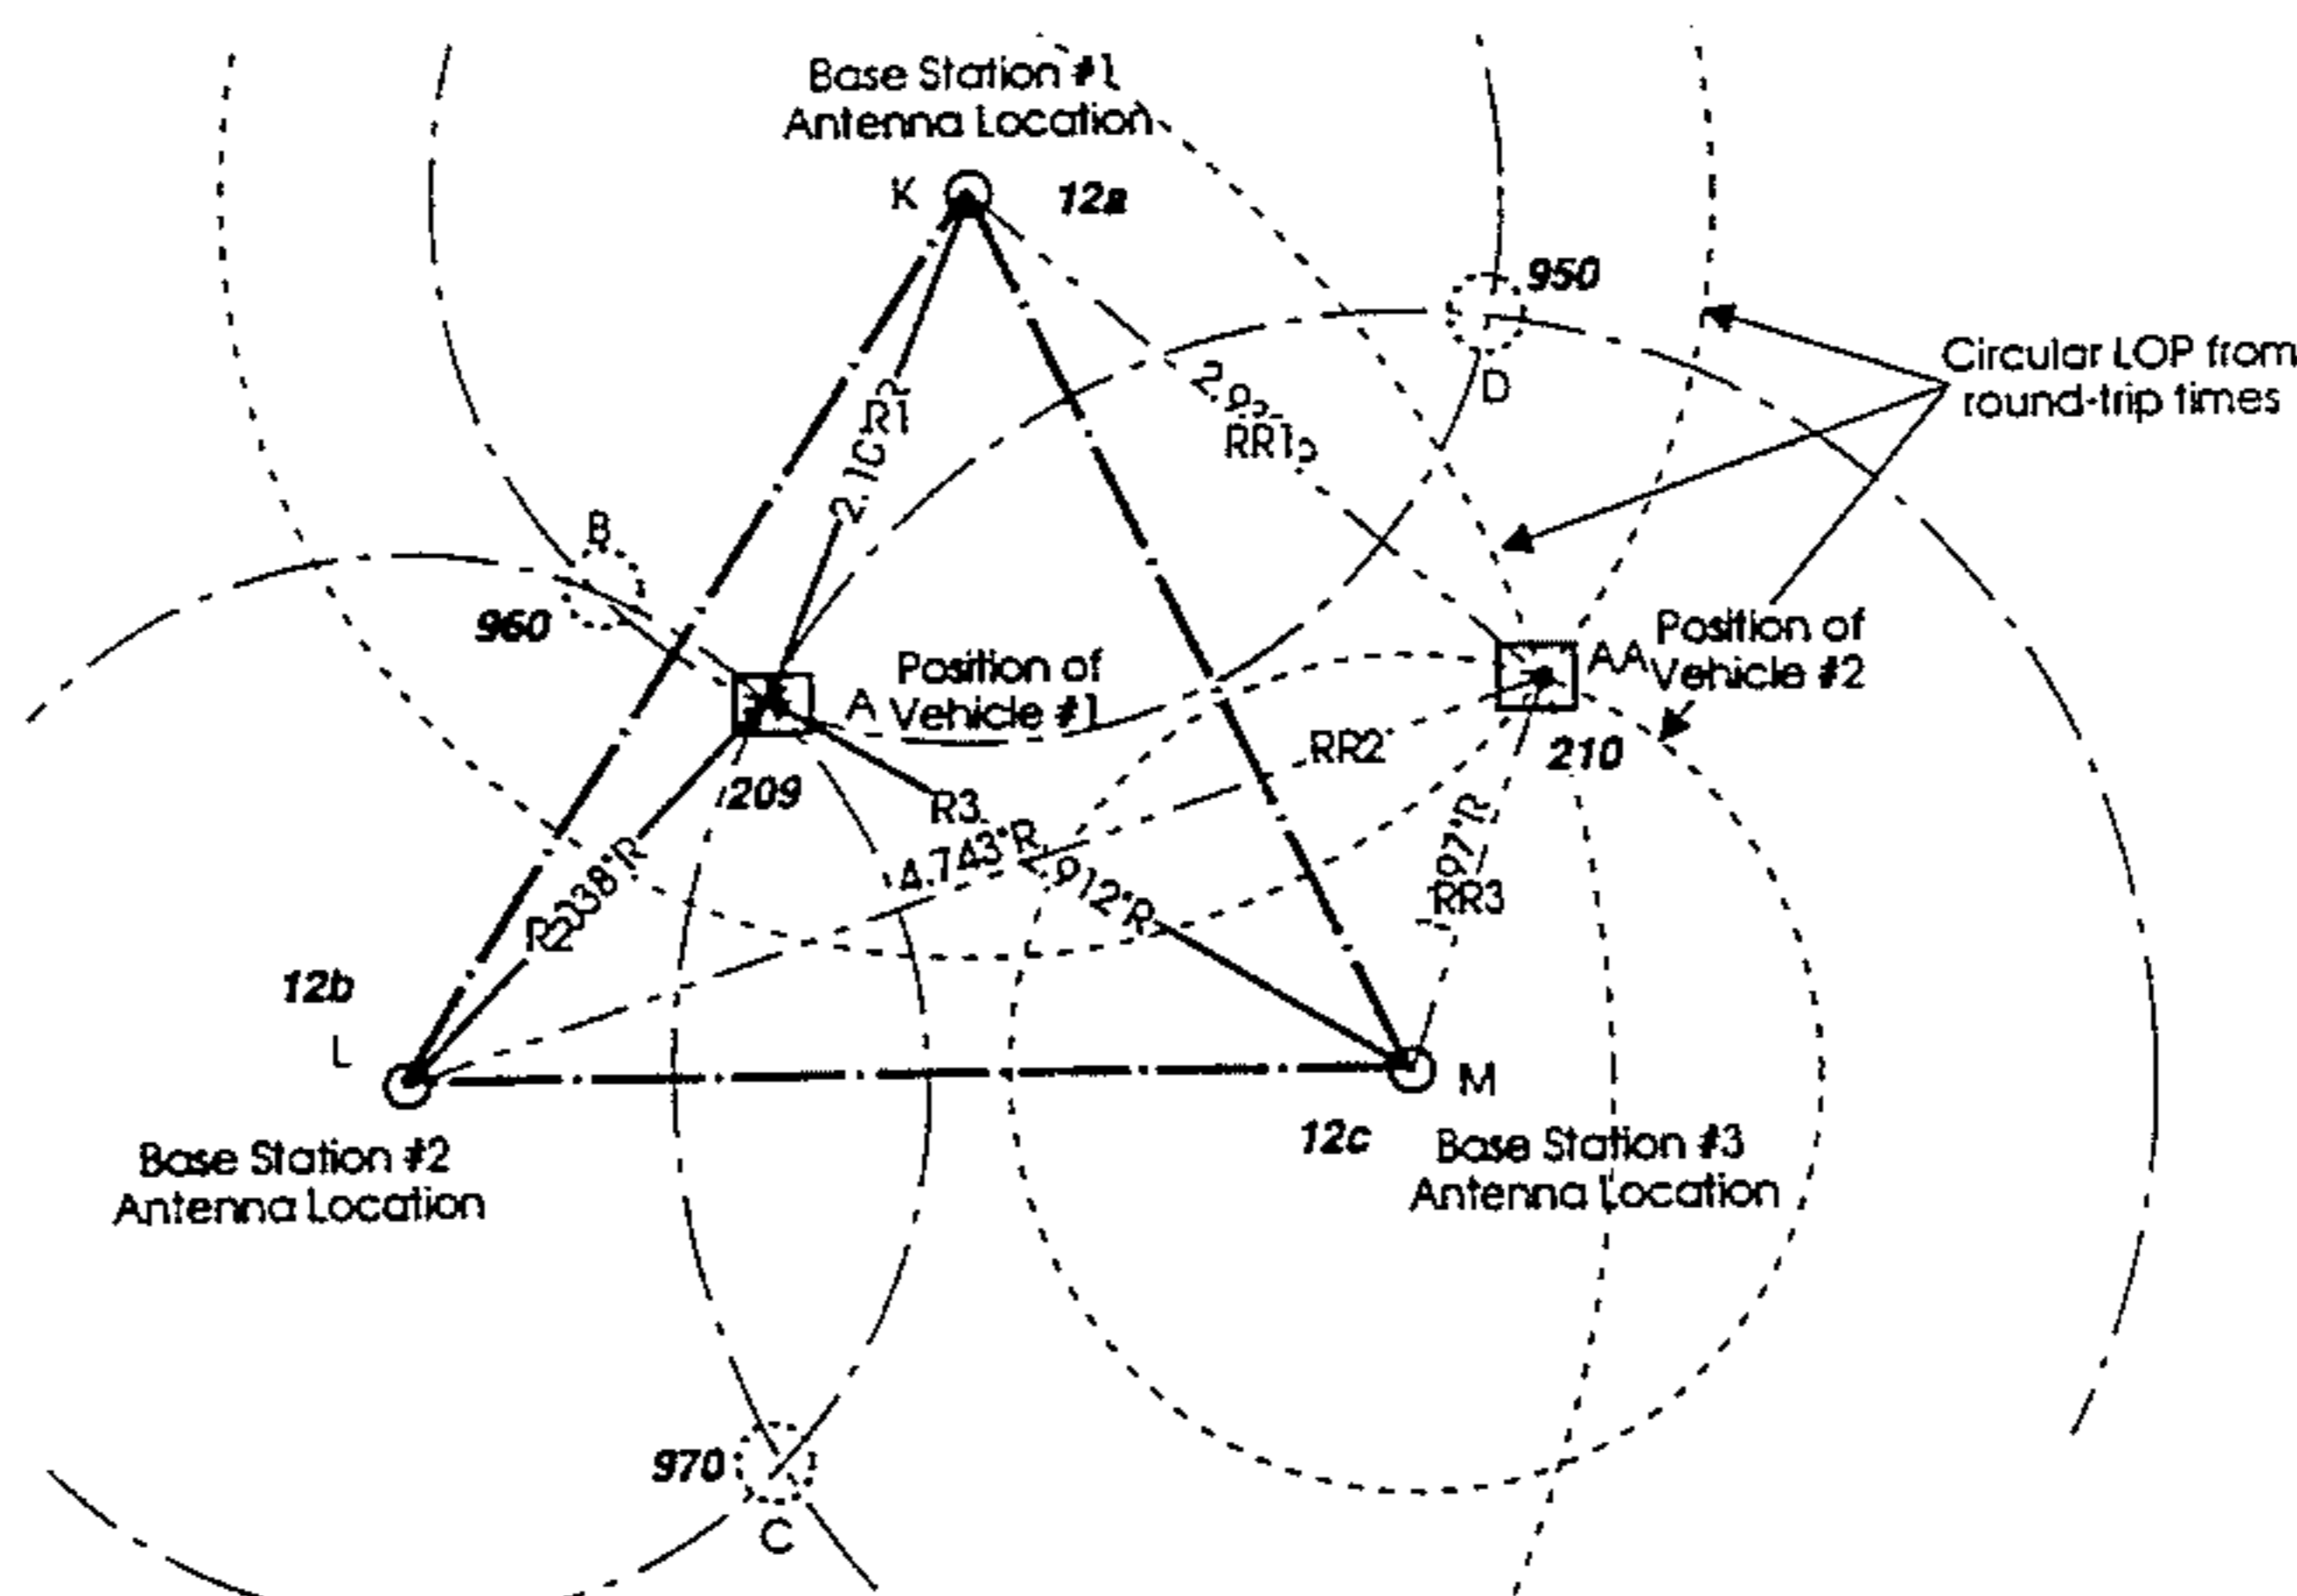 Base Station #1
Antenna Location
K
12a
950
D
Circular LOP from
round-trip times
R1
RR1
B
960
A
Position of
Vehicle #1
AA
Position of
Vehicle #2
209
210
RR2
R3
4.743°R
R2
RR3
12b
L
M
12c
Base Station #2
Antenna Location
Base Station #3
Antenna Location
970
C